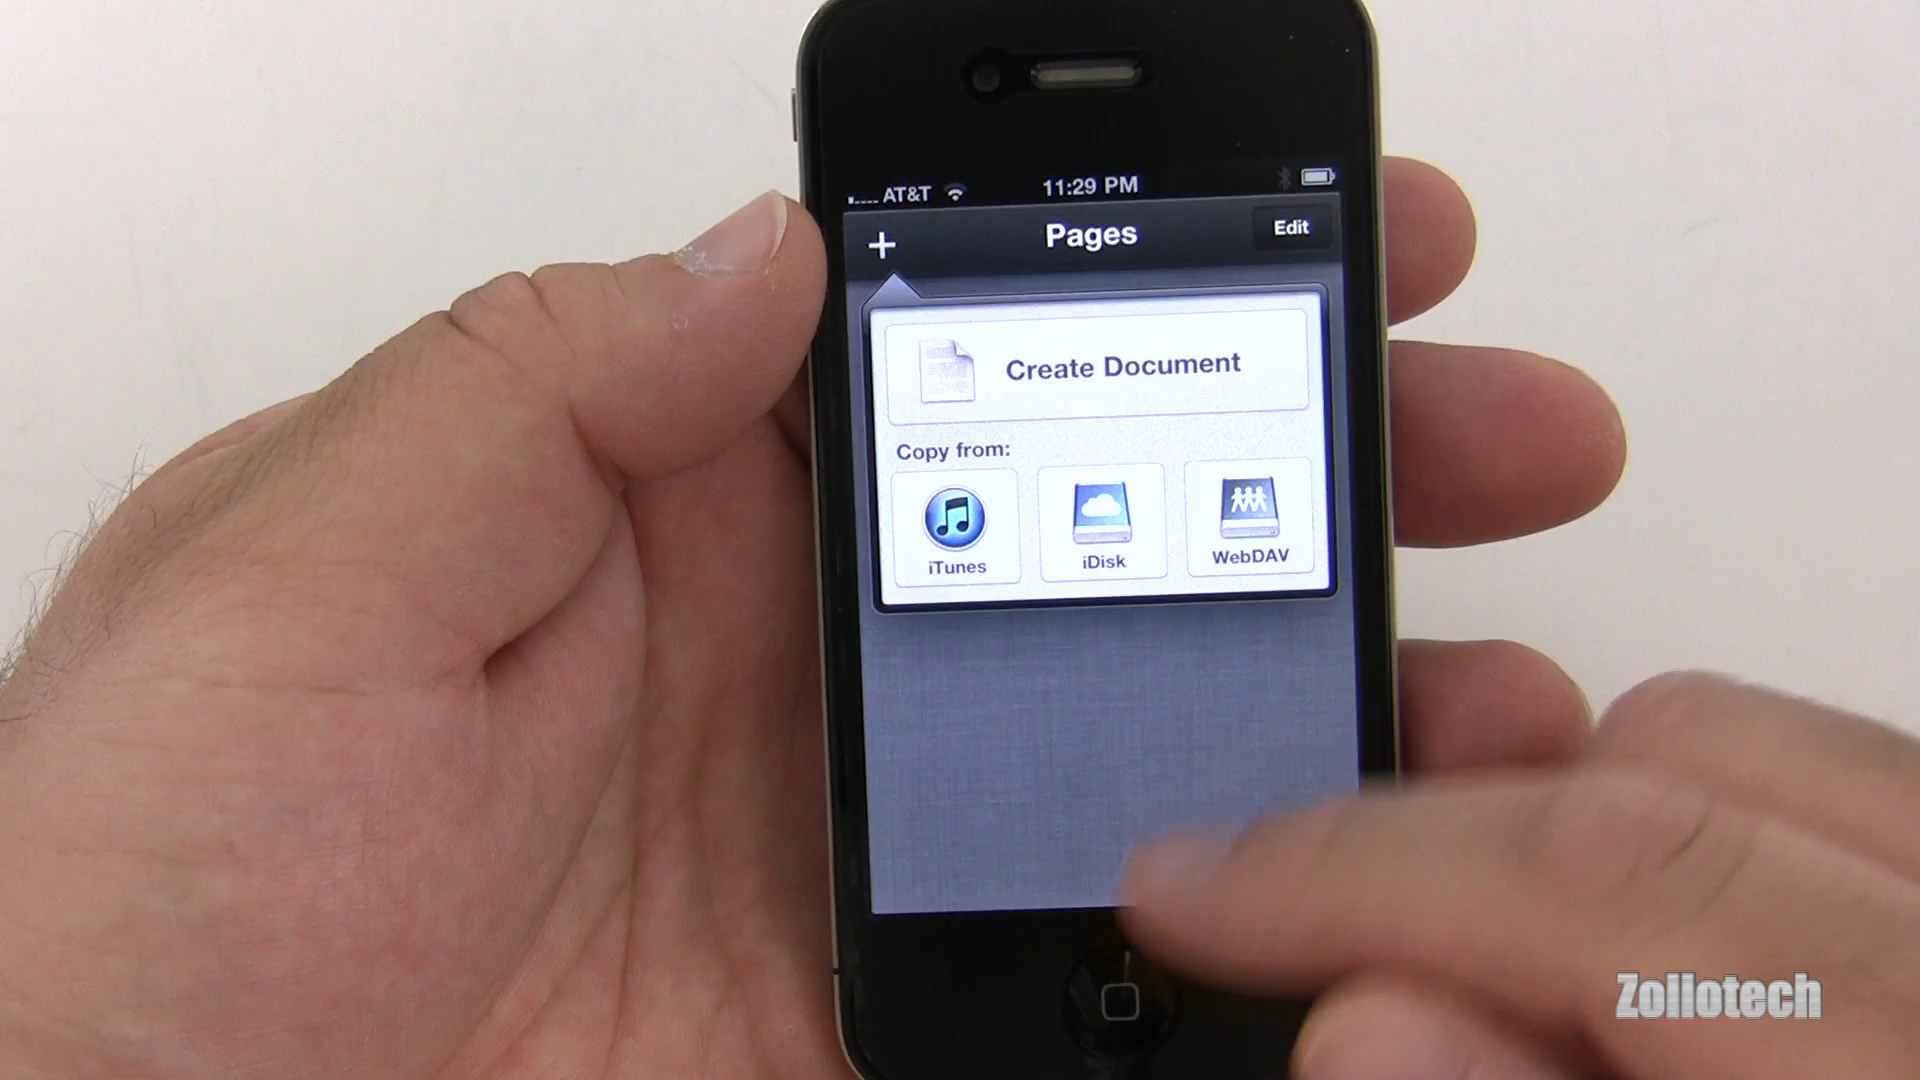 AT&T 11:29 PM
+ Pages Edit
Create Document
Copy from:
iTunes iDisk WebDAV
Zollotech